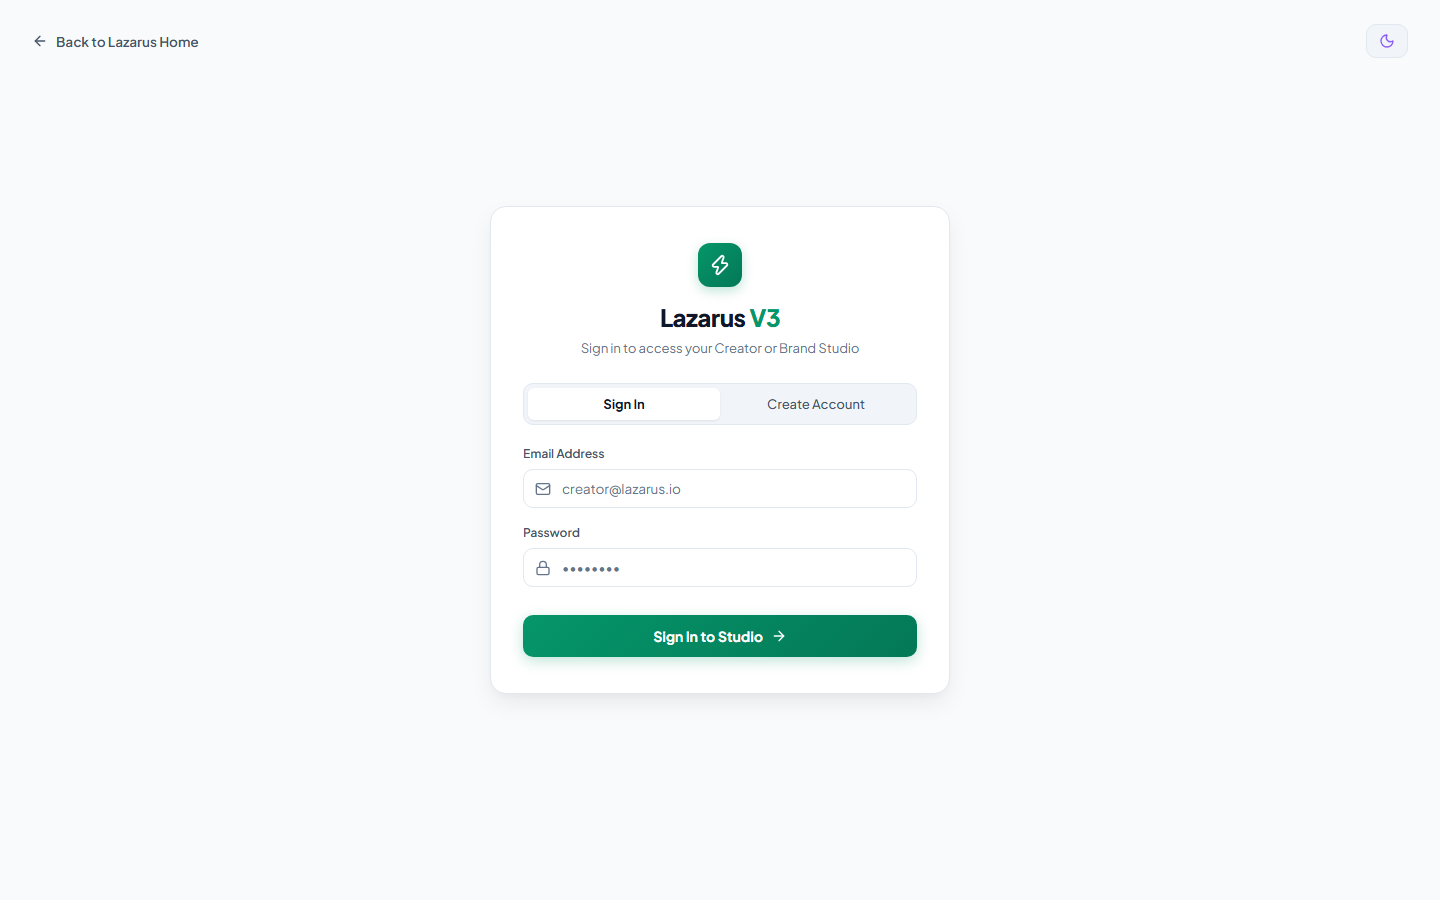 Back to Lazarus Home
Lazarus V3
Sign in to access your Creator or Brand Studio
Sign In
Create Account
Email Address
creator@lazarus.io
Password
••••••••
Sign In to Studio